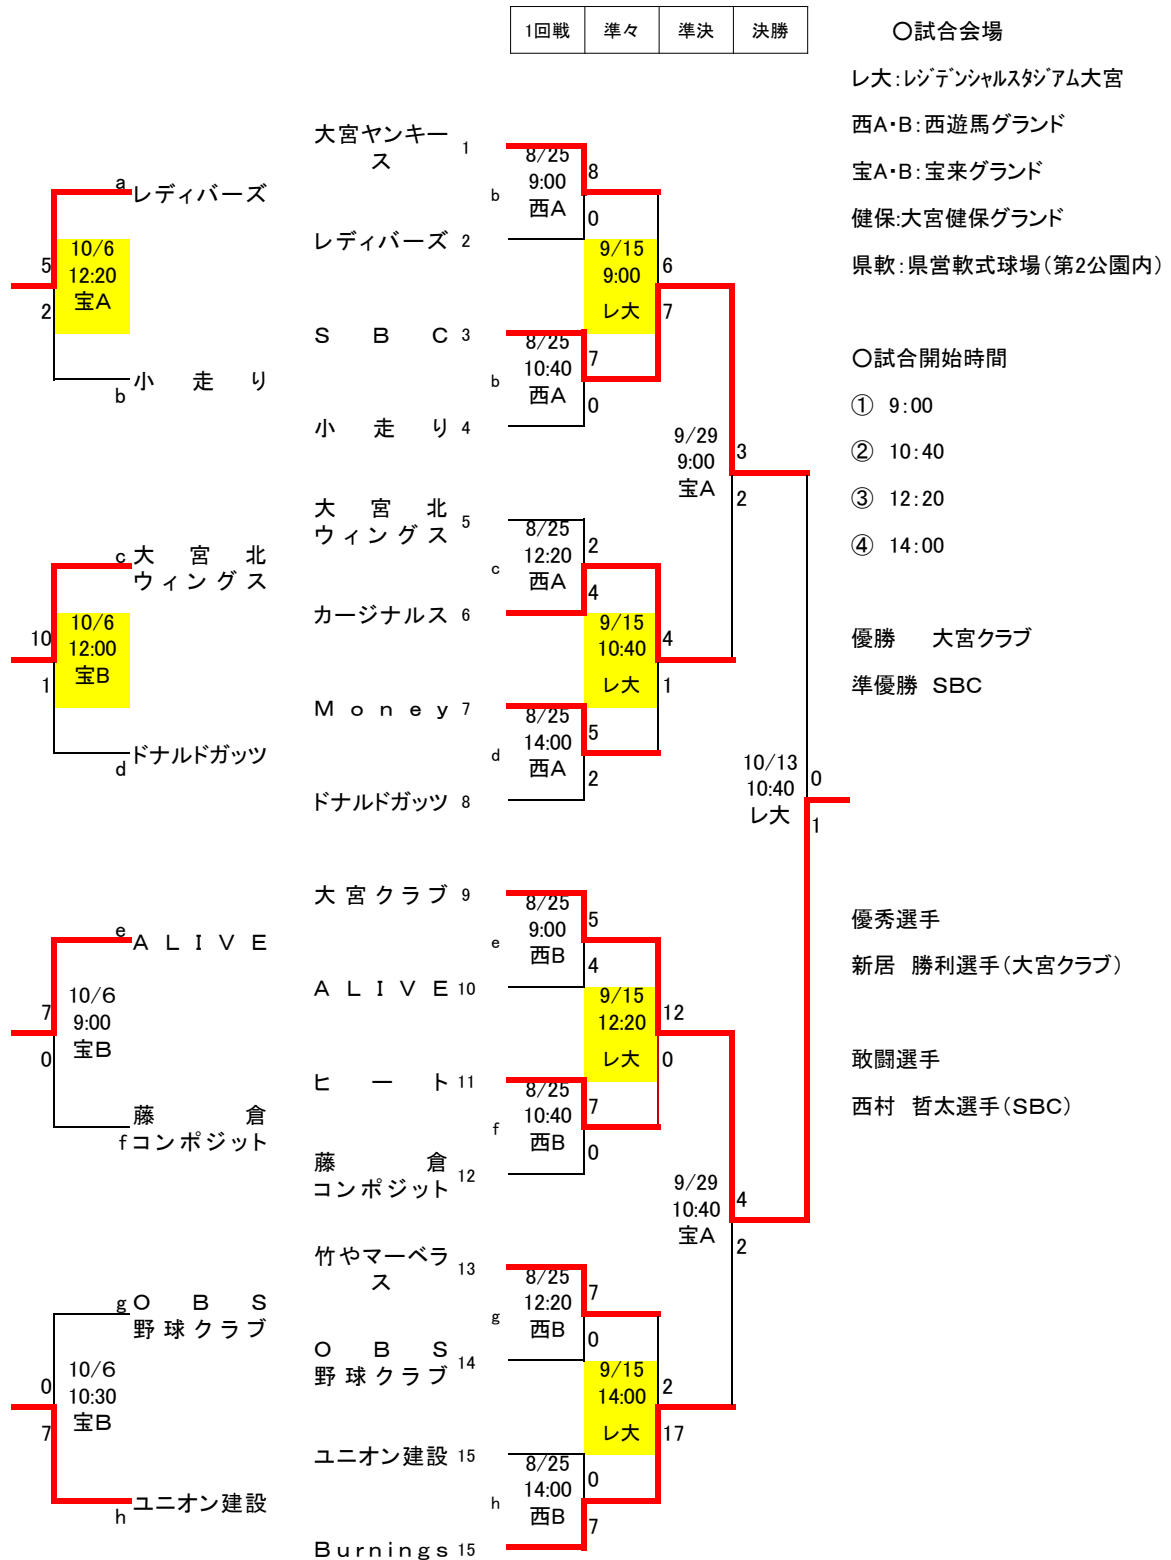 1回戦 準々 準決 決勝
○試合会場
レ大:レジデンシャルスタジアム大宮
西A・B:西遊馬グランド
宝A・B:宝来グランド
健保:大宮健保グランド
県軟:県営軟式球場(第2公園内)
○試合開始時間
① 9:00
② 10:40
③ 12:20
④ 14:00
優勝 大宮クラブ
準優勝 SBC
優秀選手
新居 勝利選手(大宮クラブ)
敢闘選手
西村 哲太選手(SBC)
a レディバーズ
5
10/6
12:20
宝A
2
b 小走り
c 大宮北
ウィングス
10
10/6
12:00
宝B
1
d ドナルドガッツ
e ALIVE
7
10/6
9:00
宝B
0
藤倉
f コンポジット
g OBS
野球クラブ
0
10/6
10:30
宝B
7
h ユニオン建設
大宮ヤンキー
ス
1
b
8/25
9:00
西A
8
0
レディバーズ 2
9/15
9:00
レ大
6
7
SBC 3
b
8/25
10:40
西A
7
0
小走り 4
9/29
9:00
宝A
3
2
大宮北
ウィングス
5
c
8/25
12:20
西A
2
4
カージナルス 6
9/15
10:40
レ大
4
1
Money 7
d
8/25
14:00
西A
5
2
ドナルドガッツ 8
10/13
10:40
レ大
0
1
大宮クラブ 9
e
8/25
9:00
西B
5
4
ALIVE 10
9/15
12:20
レ大
12
0
ヒート 11
f
8/25
10:40
西B
7
0
藤倉
コンポジット
12
9/29
10:40
宝A
4
2
竹やマーベラ
ス
13
g
8/25
12:20
西B
7
0
OBS
野球クラブ
14
9/15
14:00
レ大
2
17
ユニオン建設 15
h
8/25
14:00
西B
0
7
Burnings 15